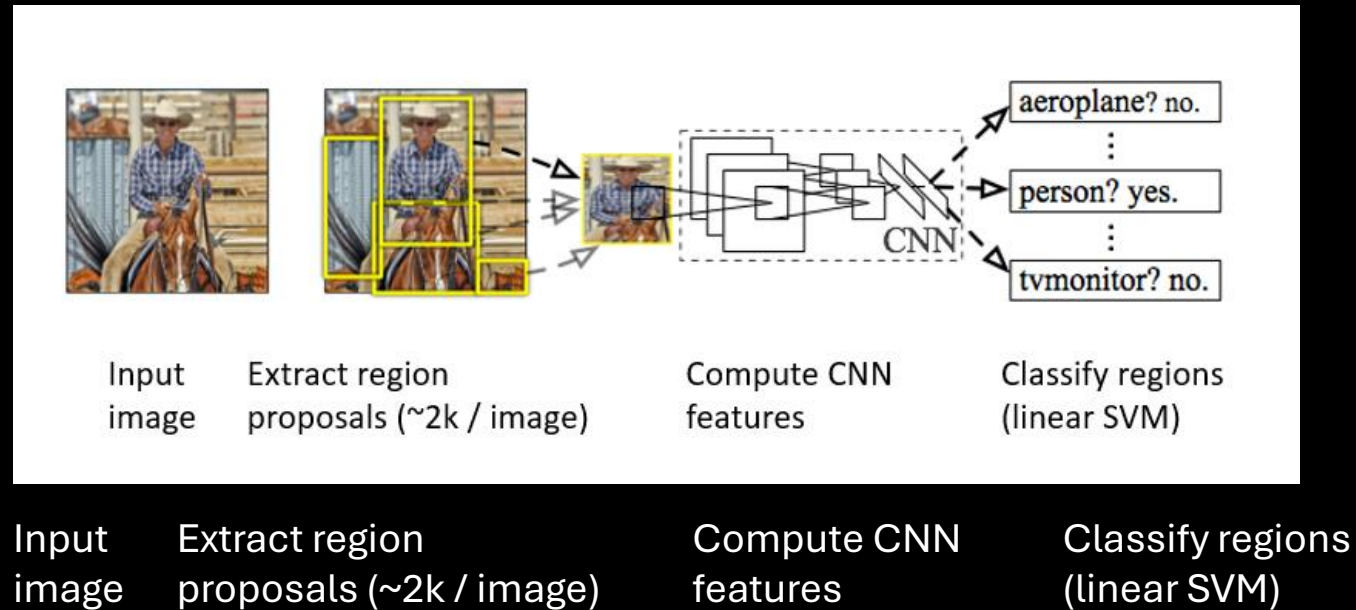 aeroplane? no.
person? yes.
CNN
tvmonitor? no.
Input image
Extract region
proposals (~2k / image)
Compute CNN
features
Classify regions
(linear SVM)
Input
image
Extract region
proposals (~2k / image)
Compute CNN
features
Classify regions
(linear SVM)